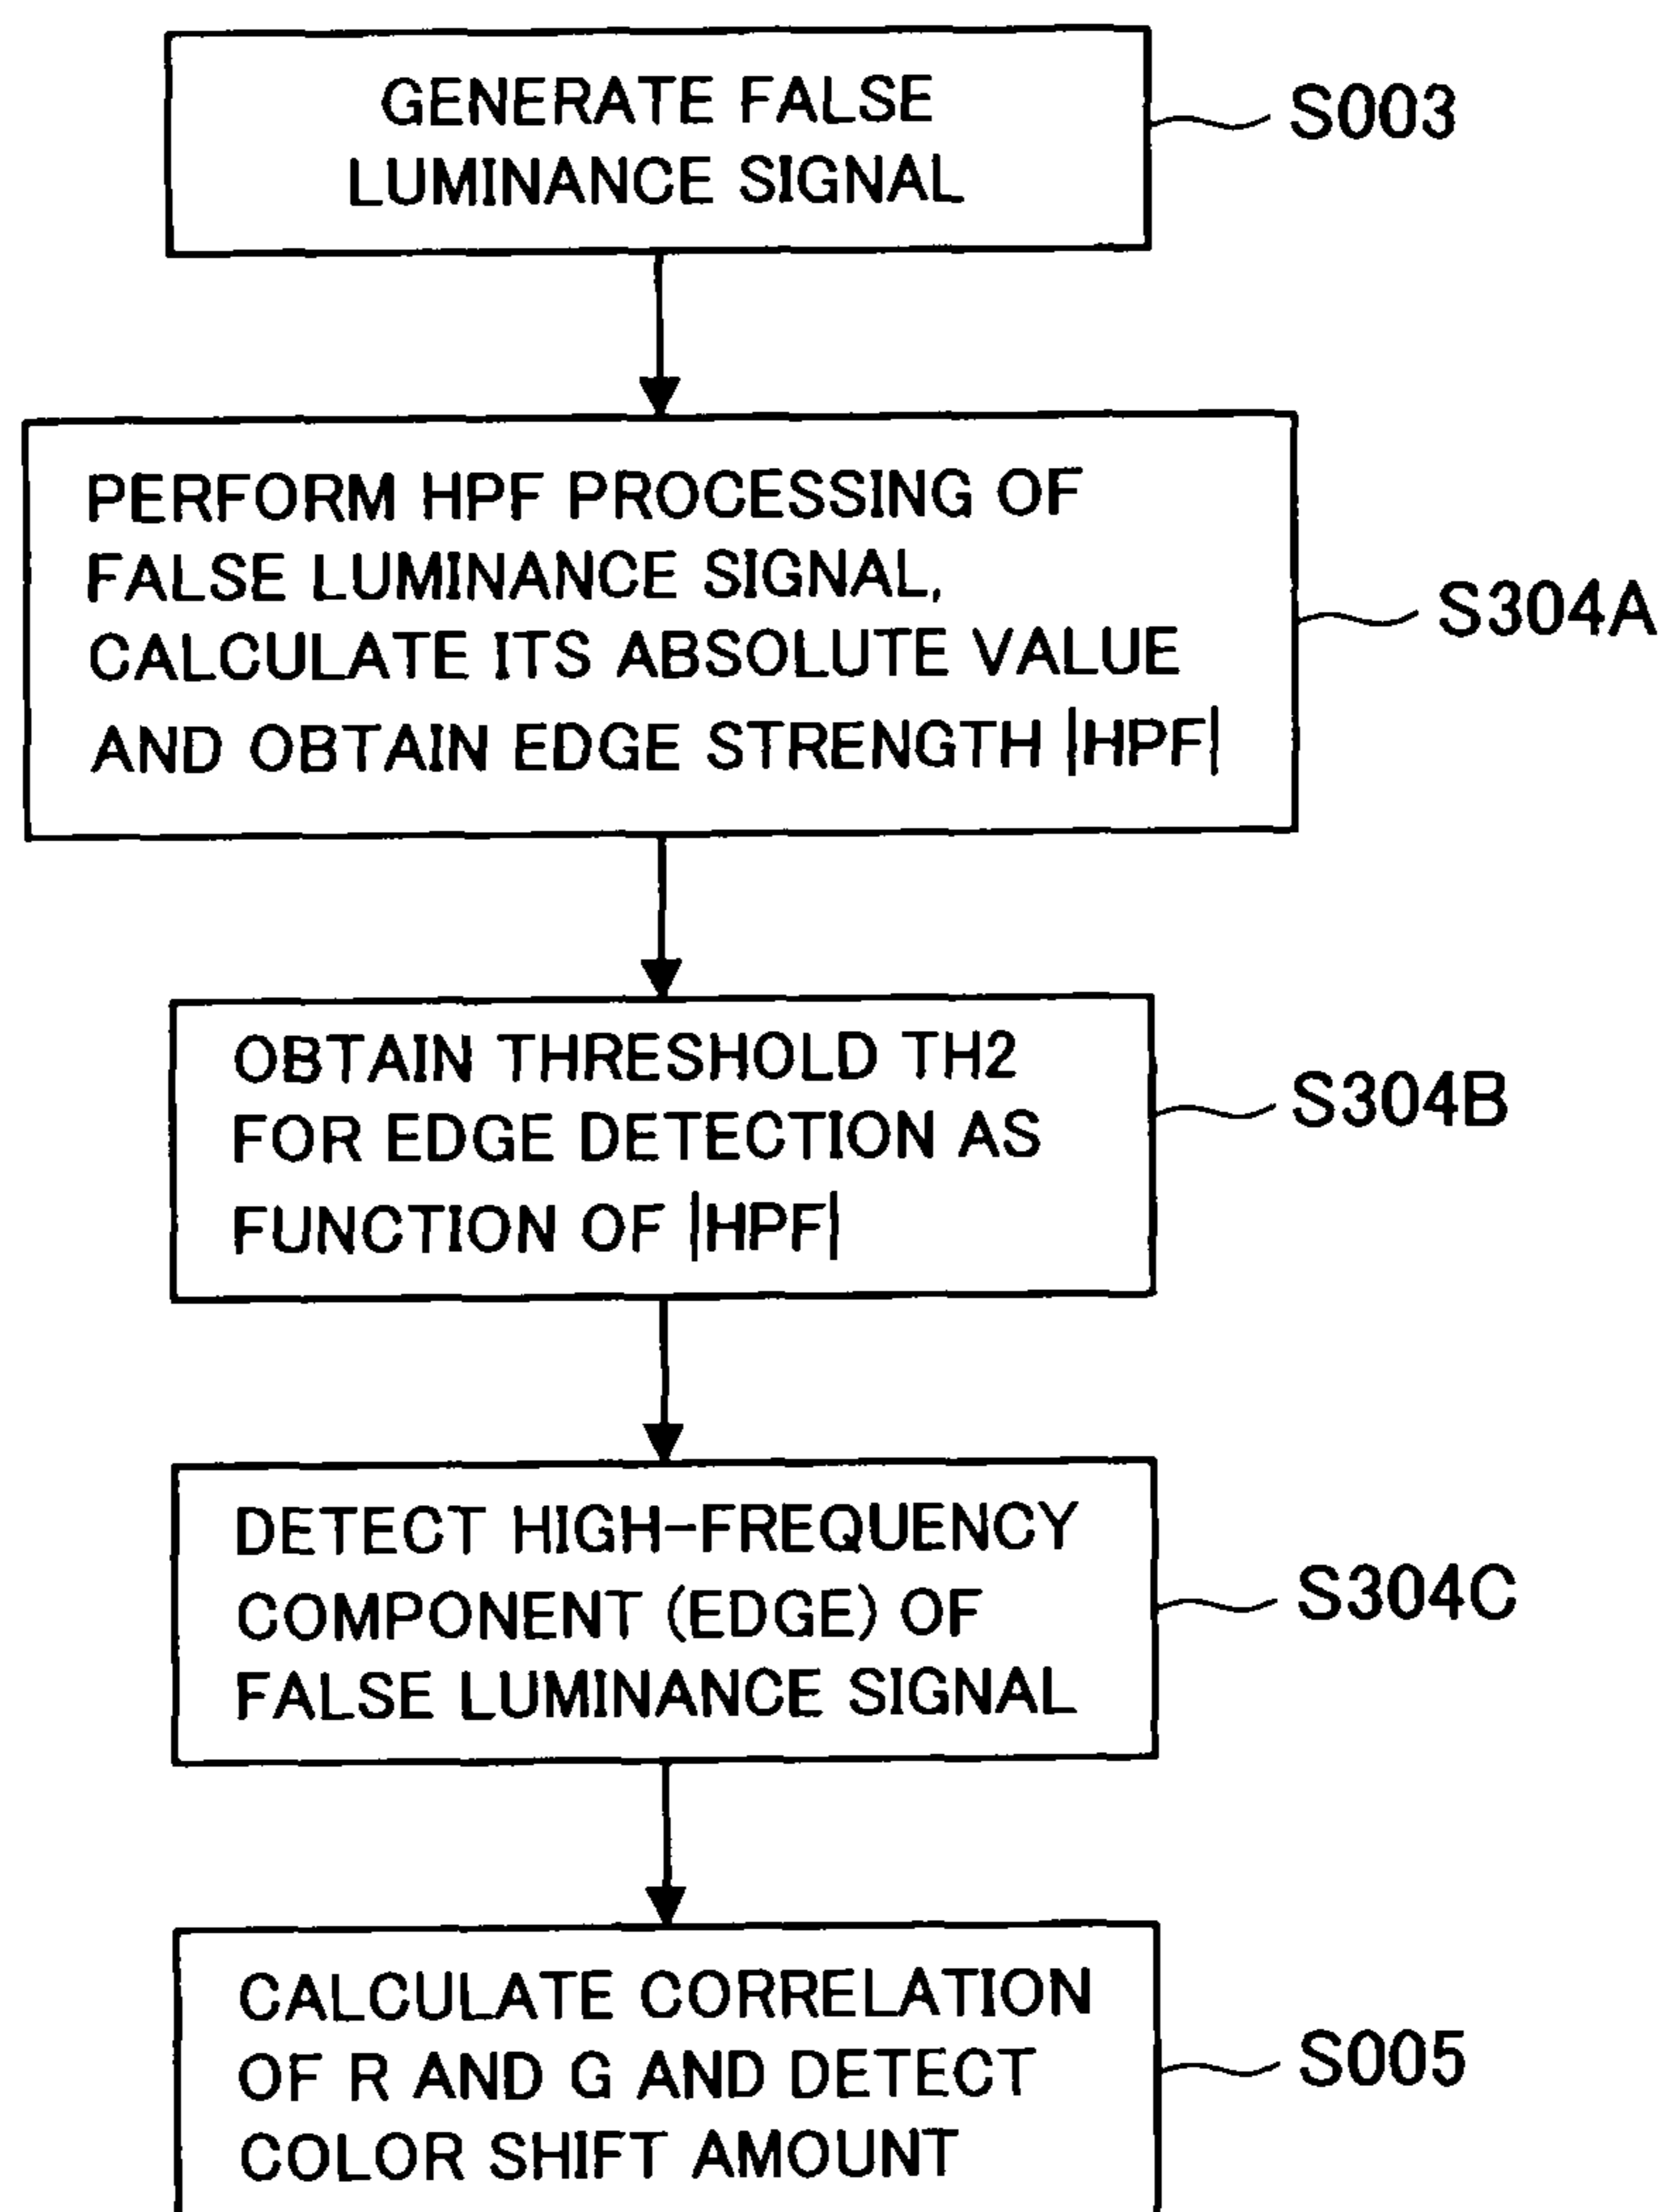 GENERATE FALSE
LUMINANCE SIGNAL
S003
PERFORM HPF PROCESSING OF
FALSE LUMINANCE SIGNAL,
CALCULATE ITS ABSOLUTE VALUE
AND OBTAIN EDGE STRENGTH |HPF|
S304A
OBTAIN THRESHOLD TH2
FOR EDGE DETECTION AS
FUNCTION OF |HPF|
S304B
DETECT HIGH-FREQUENCY
COMPONENT (EDGE) OF
FALSE LUMINANCE SIGNAL
S304C
CALCULATE CORRELATION
OF R AND G AND DETECT
COLOR SHIFT AMOUNT
S005